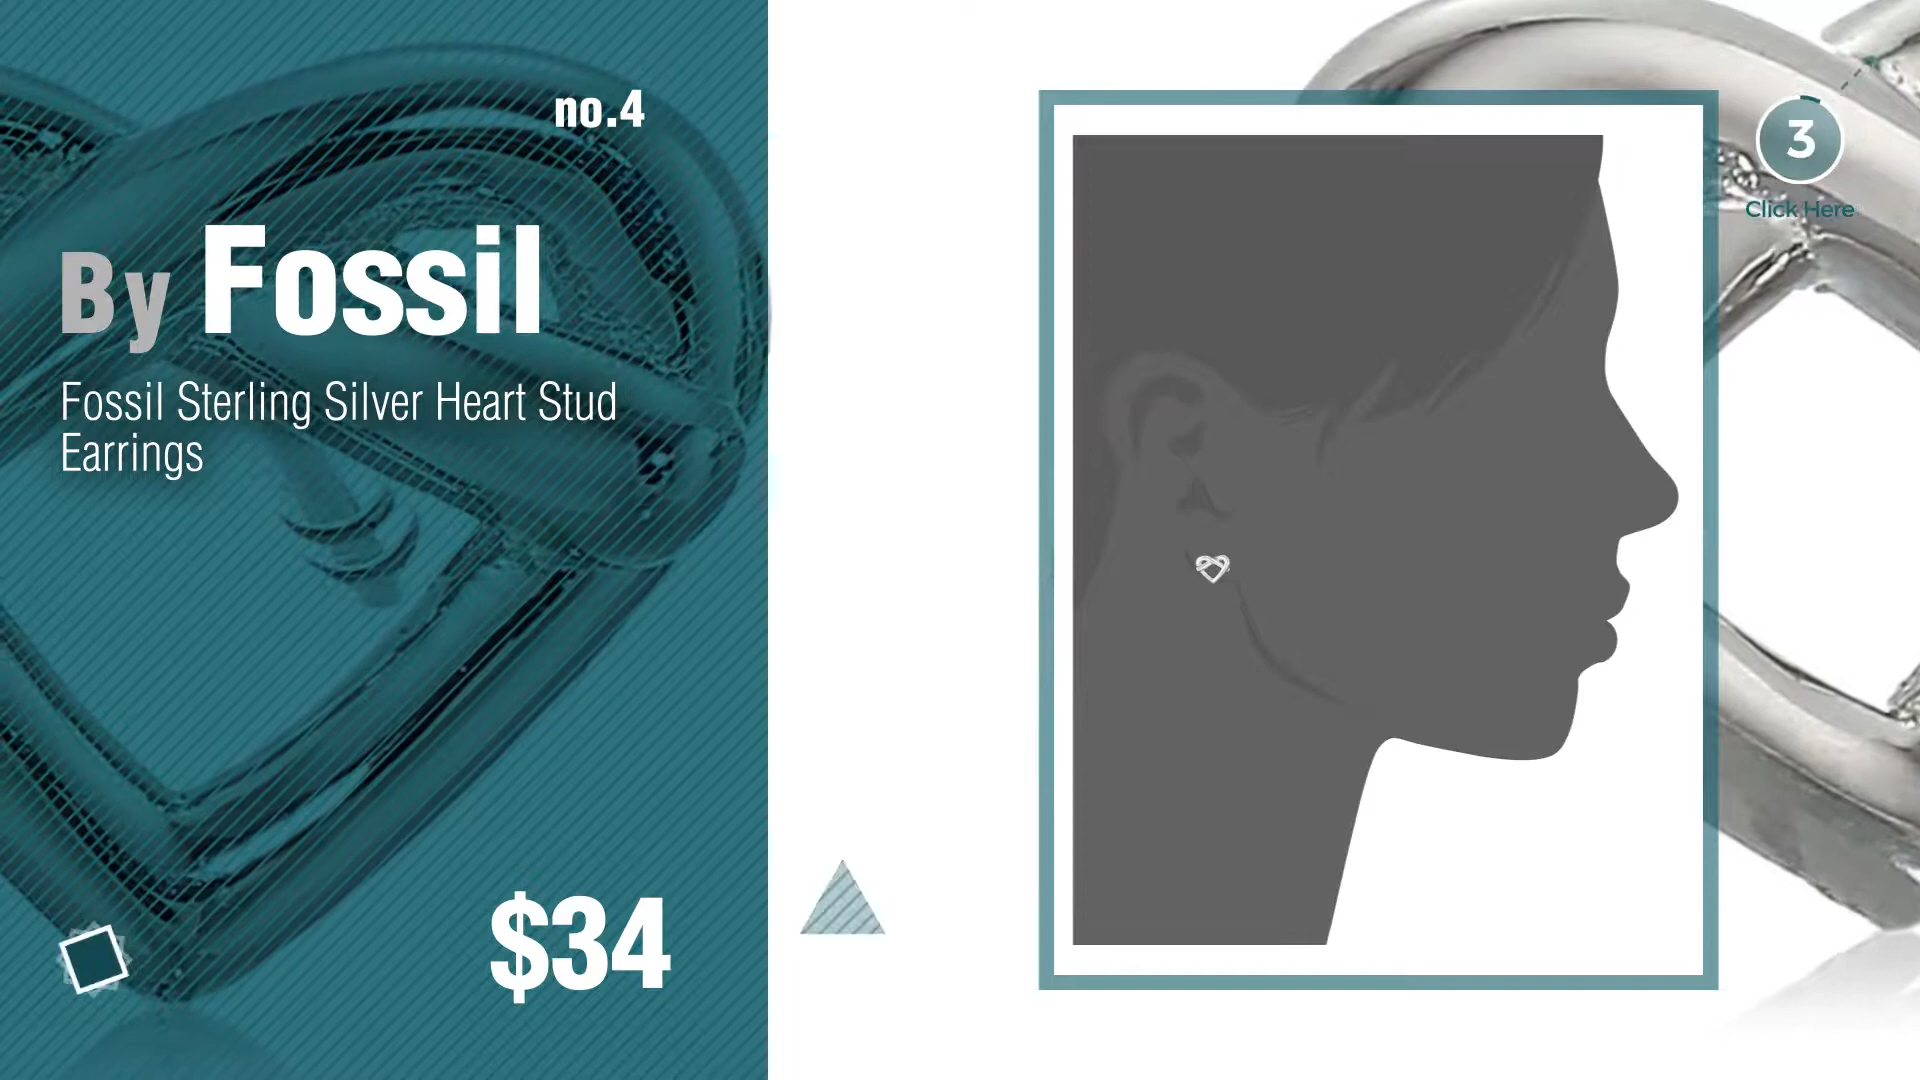 no.4
By Fossil
Fossil Sterling Silver Heart Stud
Earrings
$34
3
Click Here